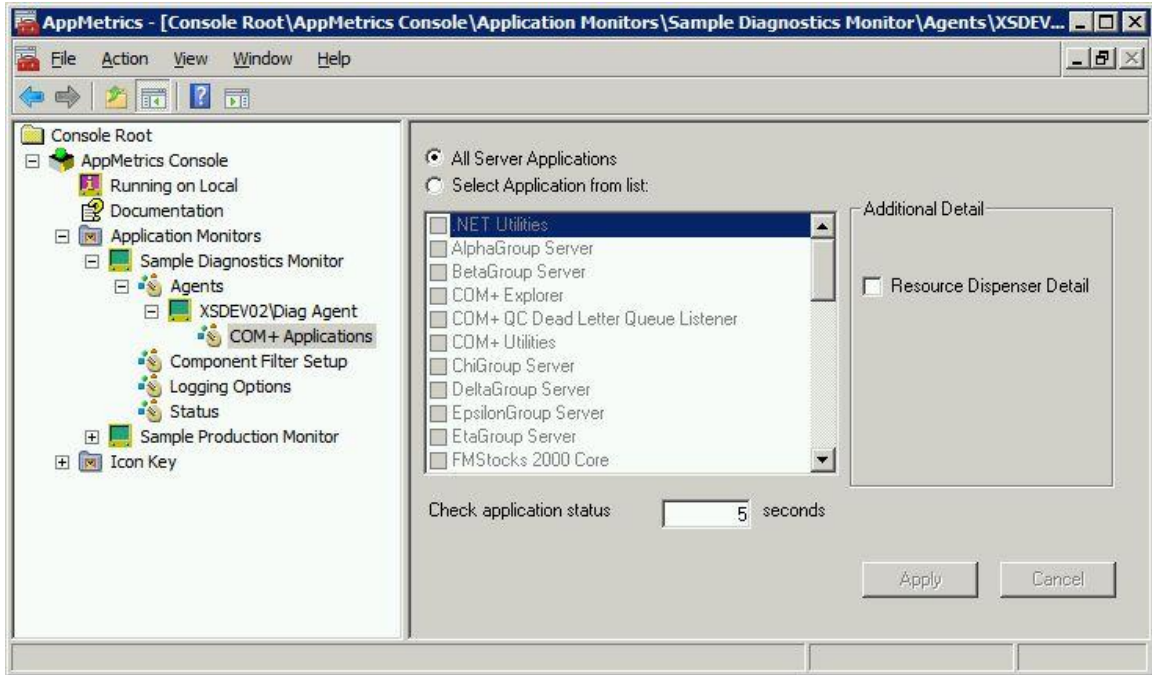 AppMetrics - [Console Root\AppMetrics Console\Application Monitors\Sample Diagnostics Monitor\Agents\XSDEV...
File Action View Window Help
Console Root
AppMetrics Console
Running on Local
Documentation
Application Monitors
Sample Diagnostics Monitor
Agents
XSDEV02\Diag Agent
COM+ Applications
Component Filter Setup
Logging Options
Status
Sample Production Monitor
Icon Key
All Server Applications
Select Application from list:
.NET Utilities
AlphaGroup Server
BetaGroup Server
COM+ Explorer
COM+ QC Dead Letter Queue Listener
COM+ Utilities
ChiGroup Server
DeltaGroup Server
EpsilonGroup Server
EtaGroup Server
FMStocks 2000 Core
Additional Detail
Resource Dispenser Detail
Check application status 5 seconds
Apply Cancel